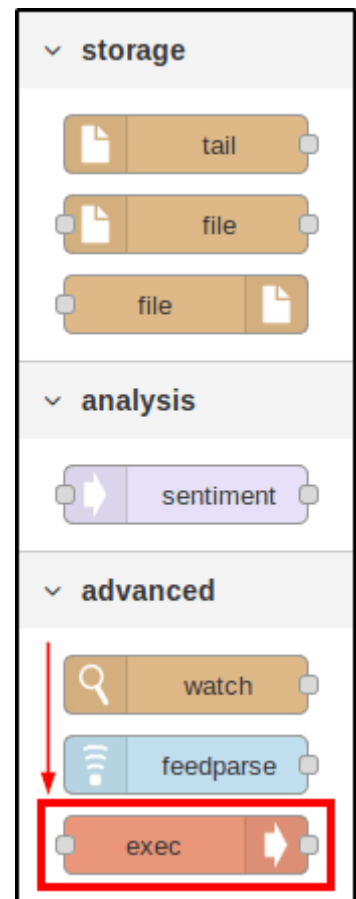 storage
tail
file
file
analysis
sentiment
advanced
watch
feedparse
exec